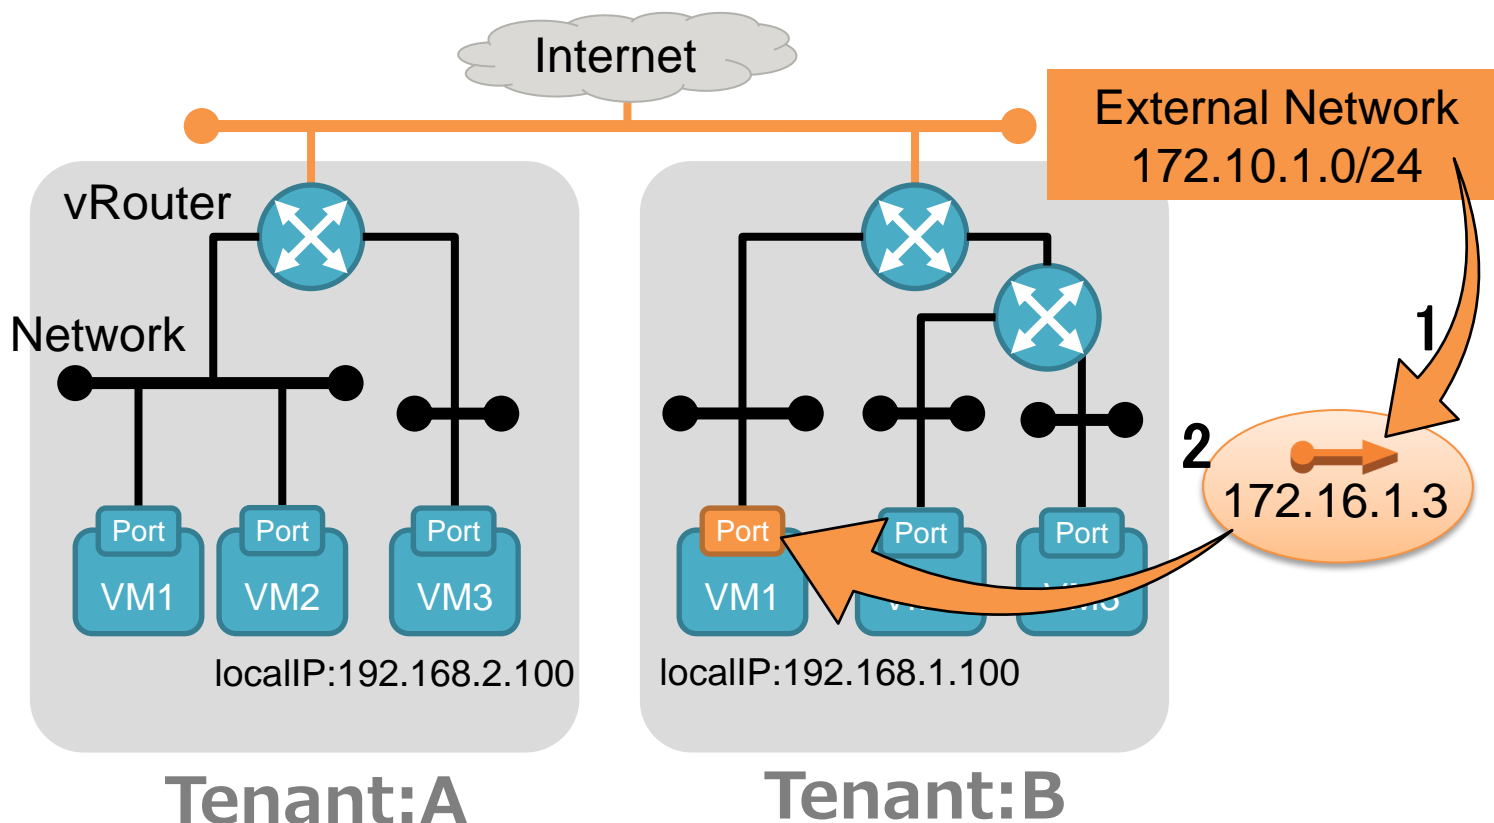 Internet
External Network
172.10.1.0/24
vRouter
Network
1
2
172.16.1.3
Port
Port
Port
Port
Port
Port
VM1
VM2
VM3
VM1
localIP:192.168.2.100
localIP:192.168.1.100
Tenant:A
Tenant:B